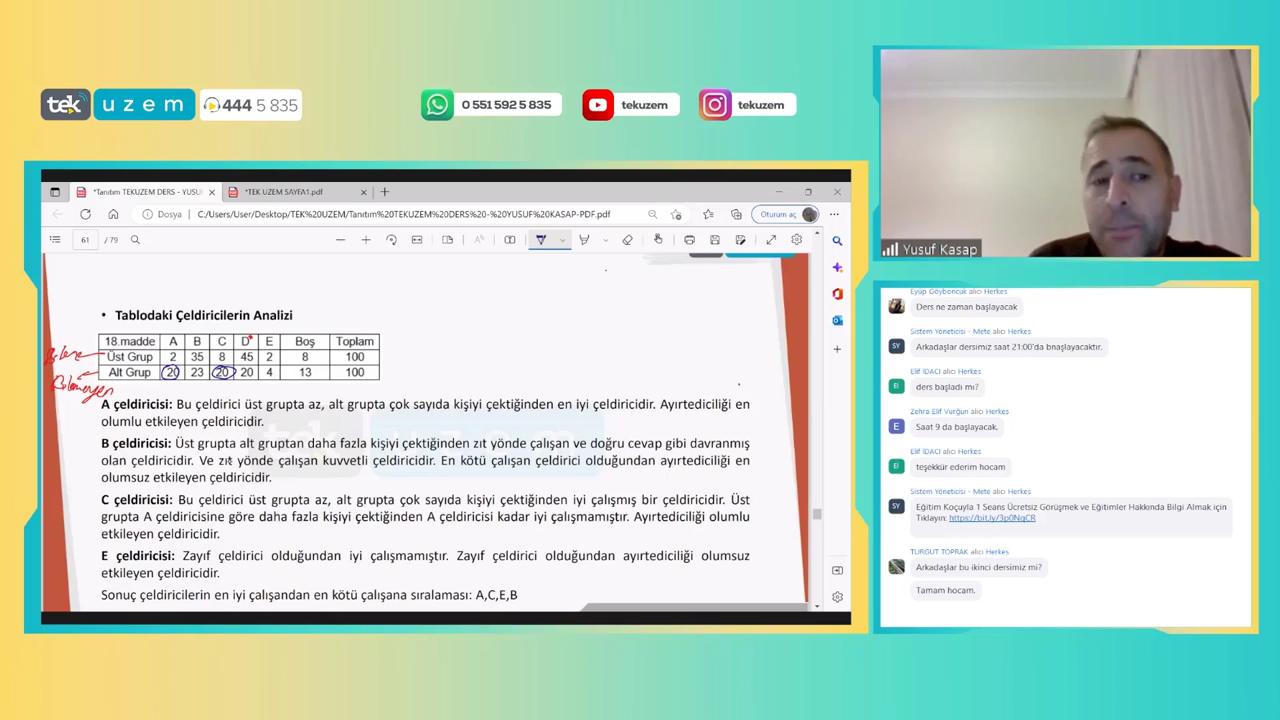 tek uzem 444 5 835
0 551 592 5 835
tekuzem
tekuzem
*Tanıtım TEKUZEM DERS - YUSUF
*TEK UZEM SAYFA1.pdf
Dosya
C:/Users/User/Desktop/TEK%20UZEM/Tanıtım%20TEKUZEM%20DERS%20-%20YUSUF%20KASAP-PDF.pdf
Oturum aç
61 / 79
• Tablodaki Çeldiricilerin Analizi
18.madde A B C D E Boş Toplam
Üst Grup 2 35 8 45 2 8 100
Alt Grup 20 23 20 20 4 13 100
Bilmeyen
A çeldiricisi: Bu çeldirici üst grupta az, alt grupta çok sayıda kişiyi çektiğinden en iyi çeldiricidir. Ayırtediciliği en
olumlu etkileyen çeldiricidir.
B çeldiricisi: Üst grupta alt gruptan daha fazla kişiyi çektiğinden zıt yönde çalışan ve doğru cevap gibi davranmış
olan çeldiricidir. Ve zıt yönde çalışan kuvvetli çeldiricidir. En kötü çalışan çeldirici olduğundan ayırtediciliği en
olumsuz etkileyen çeldiricidir.
C çeldiricisi: Bu çeldirici üst grupta az, alt grupta çok sayıda kişiyi çektiğinden iyi çalışmış bir çeldiricidir. Üst
grupta A çeldiricisine göre daha fazla kişiyi çektiğinden A çeldiricisi kadar iyi çalışmamıştır. Ayırtediciliği olumlu
etkileyen çeldiricidir.
E çeldiricisi: Zayıf çeldirici olduğundan iyi çalışmamıştır. Zayıf çeldirici olduğundan ayırtediciliği olumsuz
etkileyen çeldiricidir.
Sonuç çeldiricilerin en iyi çalışandan en kötü çalışana sıralaması: A,C,E,B
Yusuf Kasap
Eyüp Göyboncuk alıcı Herkes
Ders ne zaman başlayacak
Sistem Yöneticisi - Mete alıcı Herkes
SY
Arkadaşlar dersimiz saat 21:00'da bnaşlayacaktır.
Elif İDACI alıcı Herkes
EI
ders başladı mı?
Zehra Elif Vurğun alıcı Herkes
E
Saat 9 da başlayacak.
Elif İDACI alıcı Herkes
EI
teşekkür ederim hocam
Sistem Yöneticisi - Mete alıcı Herkes
SY
Eğitim Koçuyla 1 Seans Ücretsiz Görüşmek ve Eğitimler Hakkında Bilgi Almak için
Tıklayın: https://bit.ly/3p0NgCR
TURGUT TOPRAK alıcı Herkes
Arkadaşlar bu ikinci dersimiz mi?
Tamam hocam.